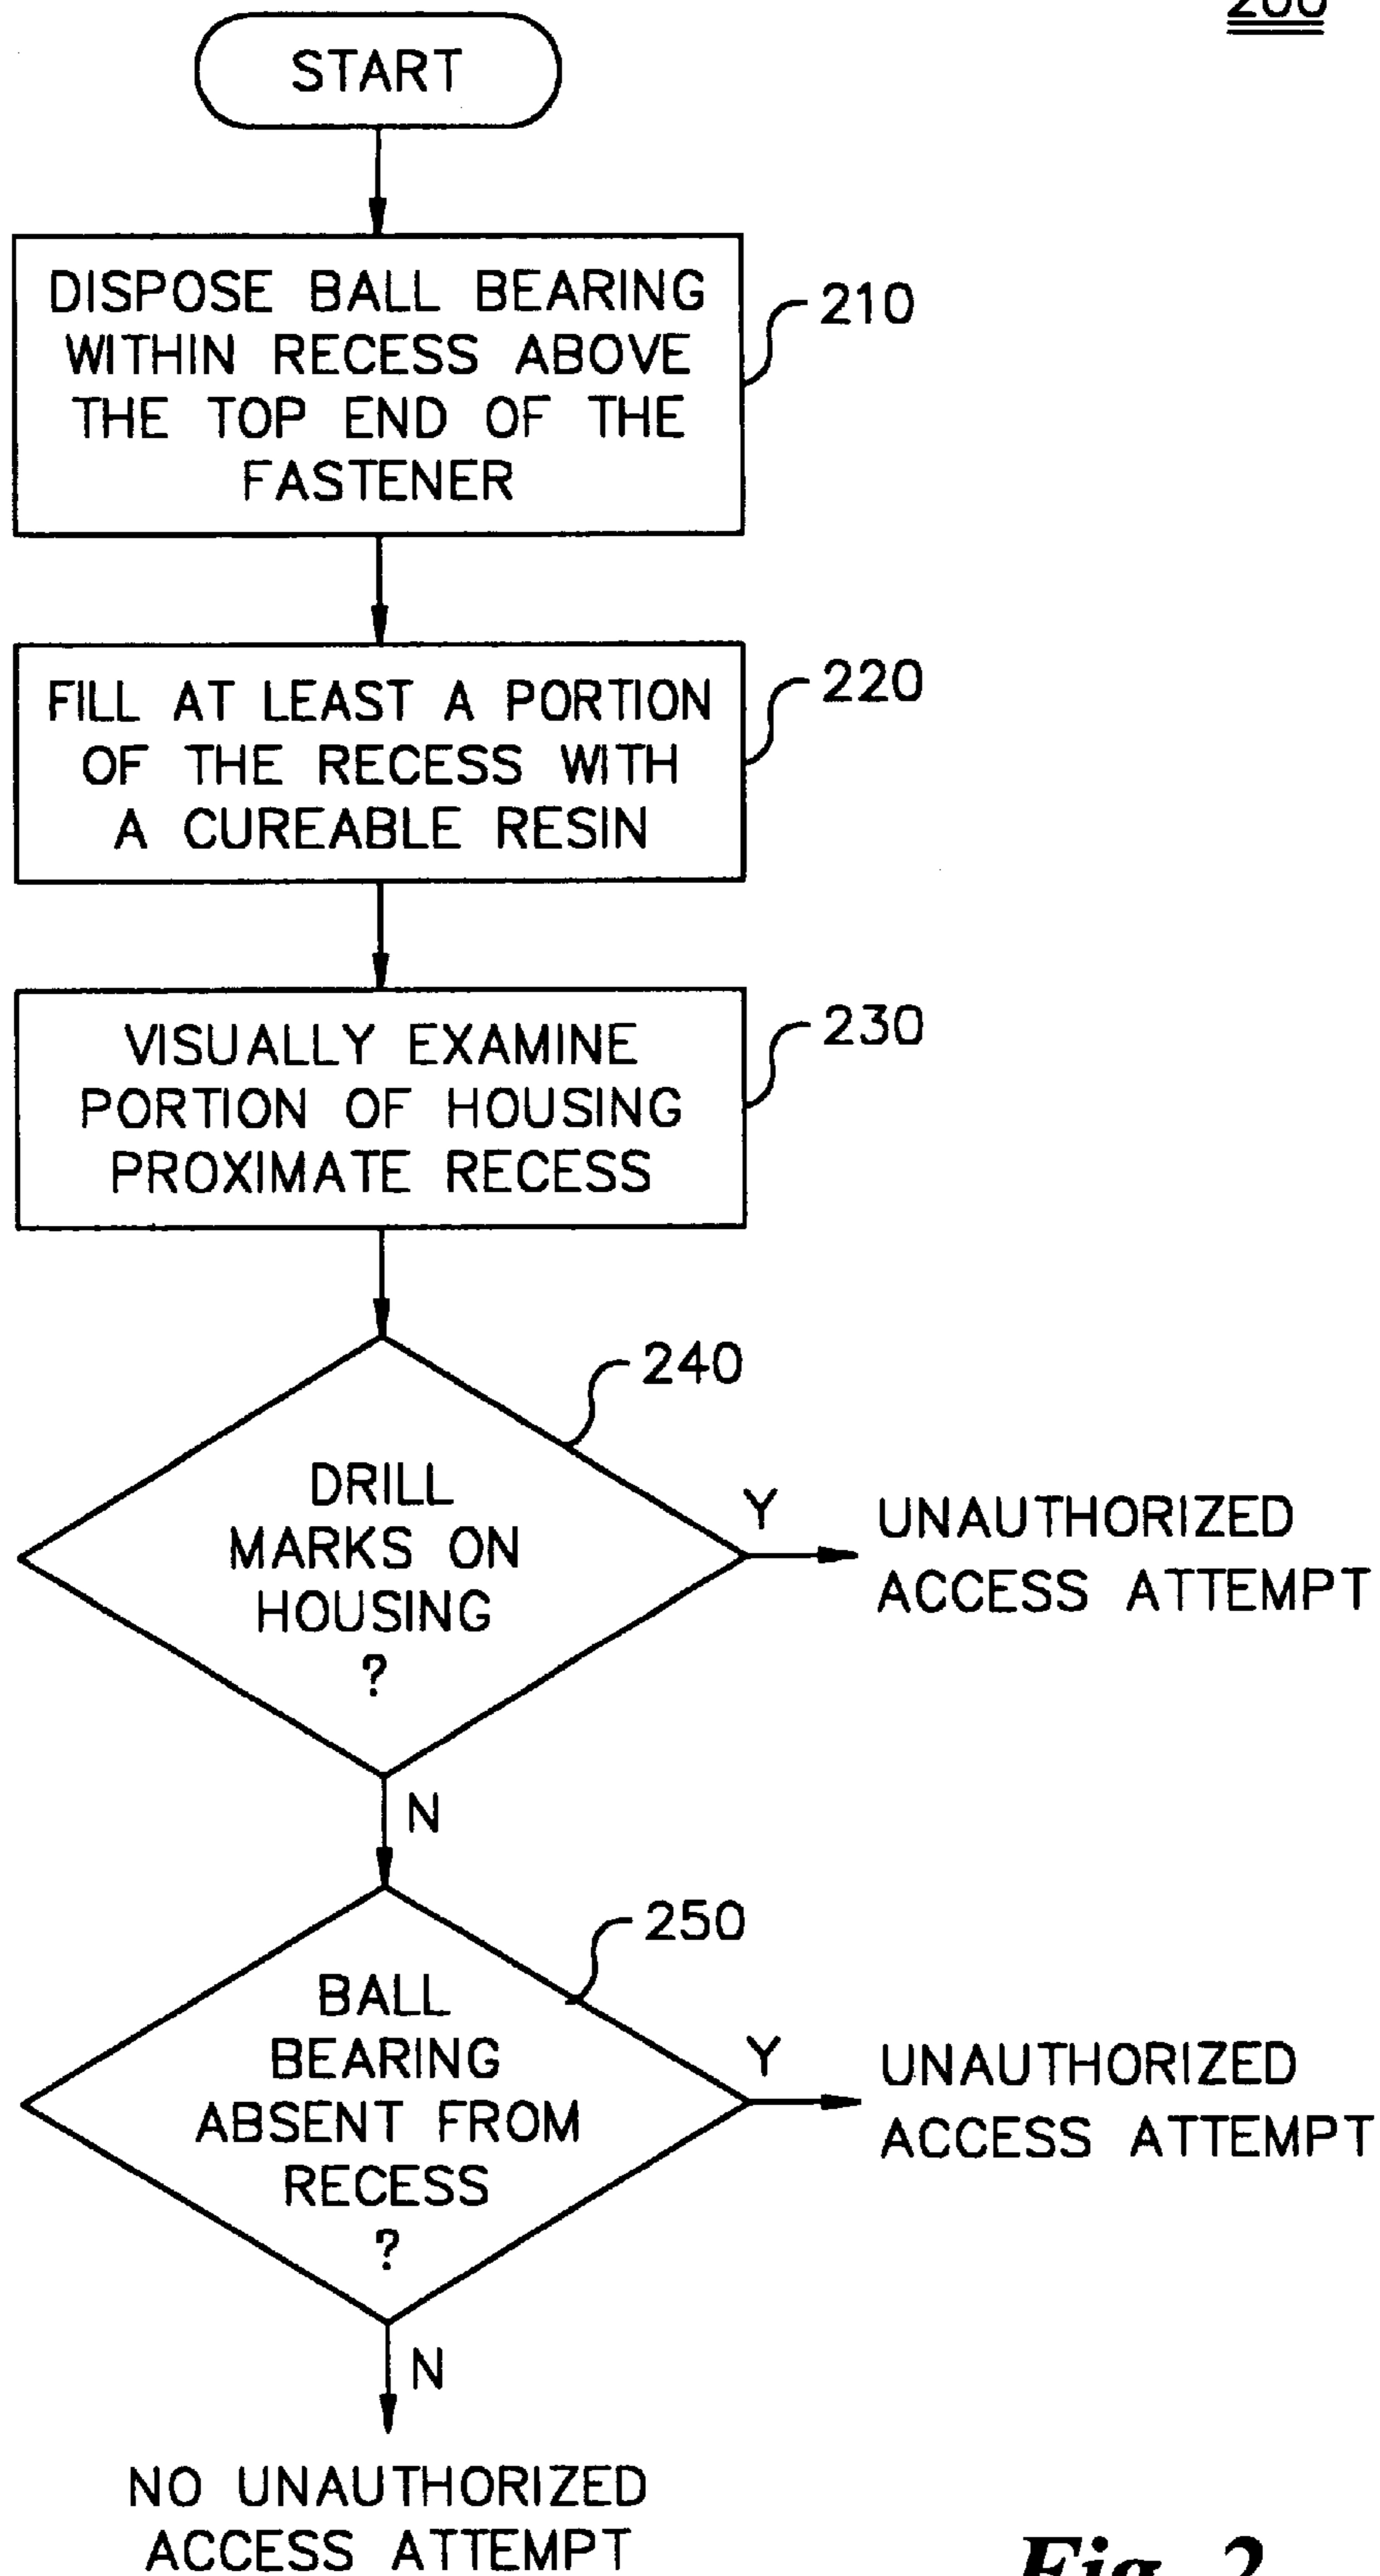 200
START
DISPOSE BALL BEARING
WITHIN RECESS ABOVE
THE TOP END OF THE
FASTENER
210
FILL AT LEAST A PORTION
OF THE RECESS WITH
A CUREABLE RESIN
220
VISUALLY EXAMINE
PORTION OF HOUSING
PROXIMATE RECESS
230
240
DRILL
MARKS ON
HOUSING
?
Y
UNAUTHORIZED
ACCESS ATTEMPT
N
250
BALL
BEARING
ABSENT FROM
RECESS
?
Y
UNAUTHORIZED
ACCESS ATTEMPT
N
NO UNAUTHORIZED
ACCESS ATTEMPT
Fig. 2